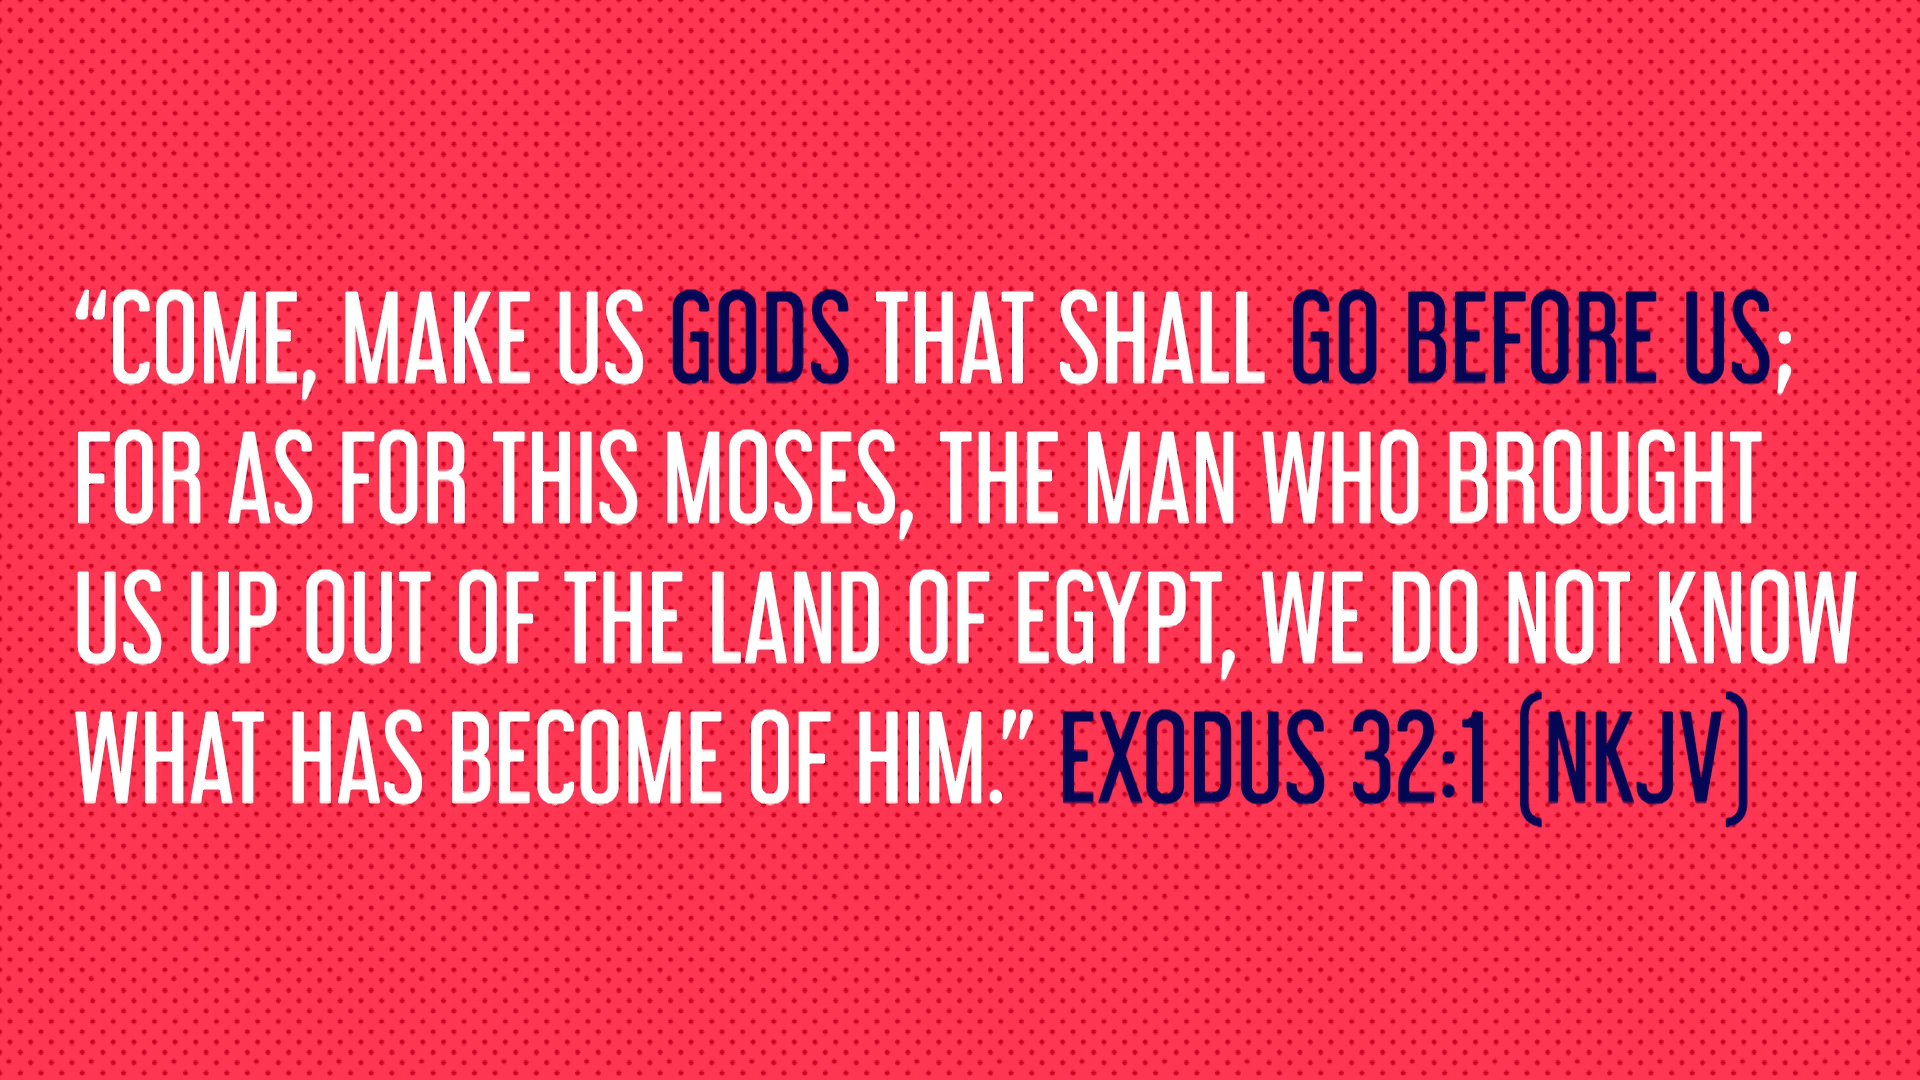 “COME, MAKE US GODS THAT SHALL GO BEFORE US;
FOR AS FOR THIS MOSES, THE MAN WHO BROUGHT
US UP OUT OF THE LAND OF EGYPT, WE DO NOT KNOW
WHAT HAS BECOME OF HIM.” EXODUS 32:1 (NKJV)